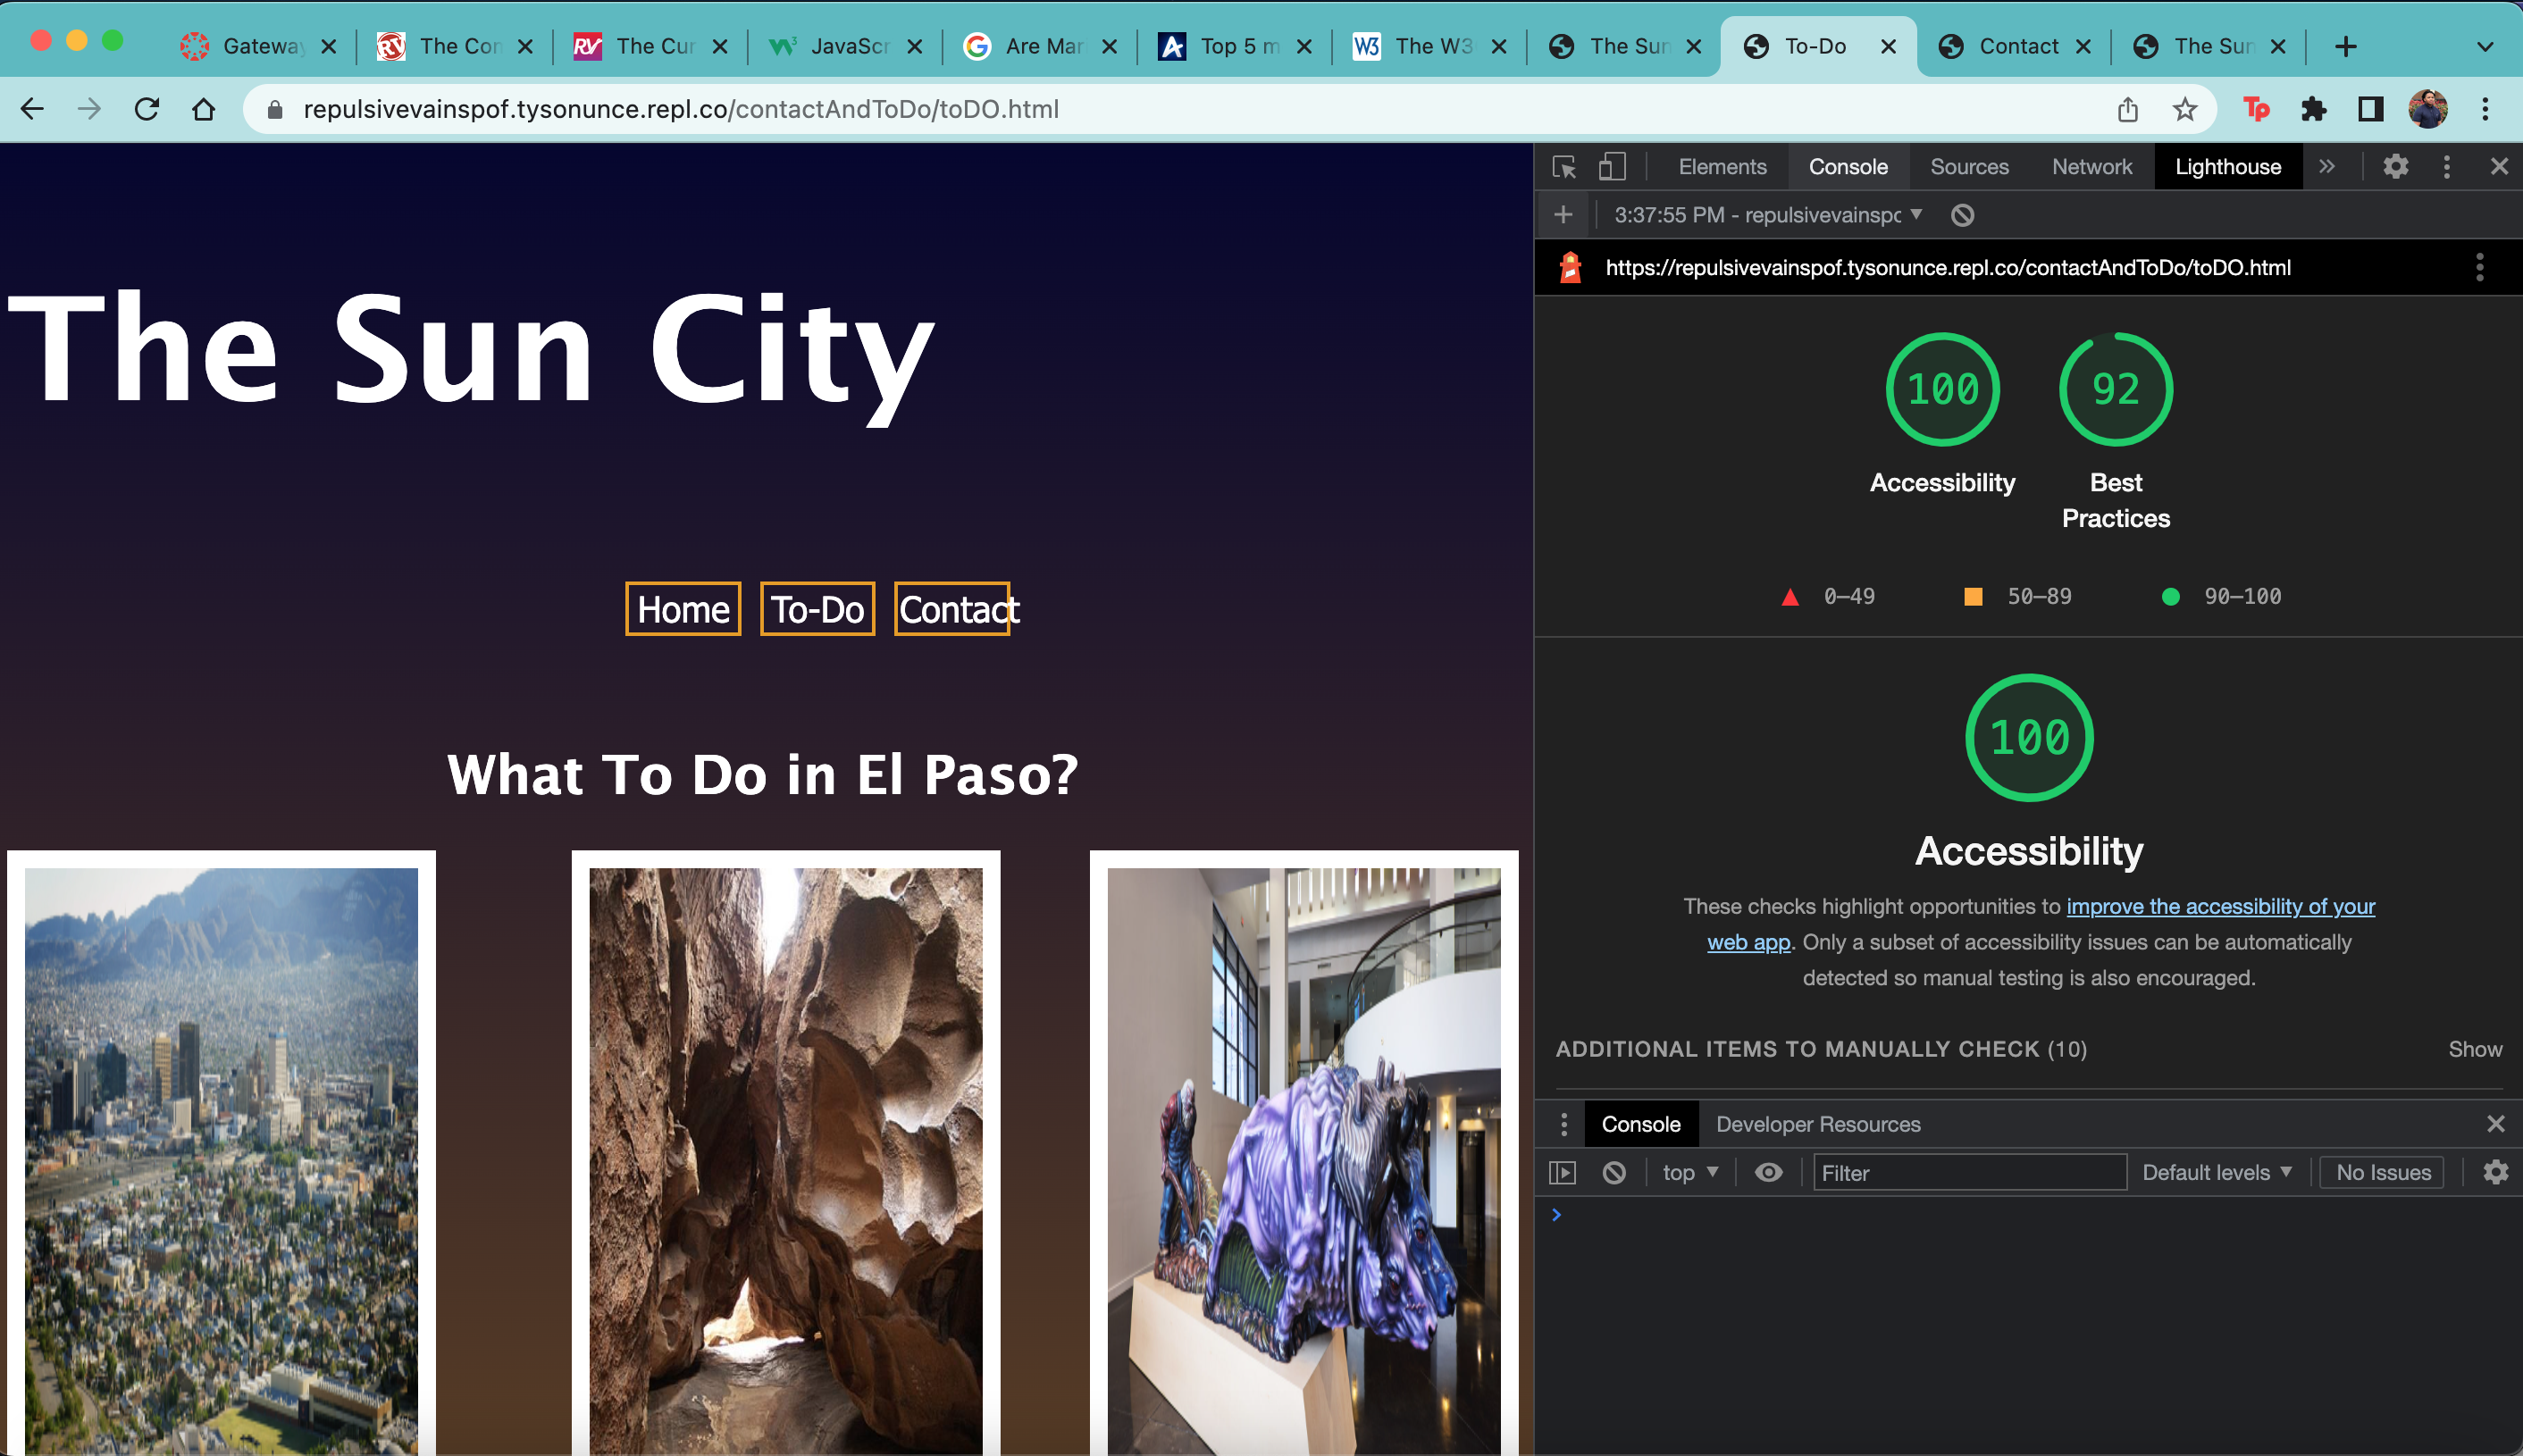 Gateway
The Con
The Cur
JavaScr
Are Mar
Top 5 m
The W3
The Sun
To-Do
Contact
The Sun
repulsivevainspof.tysonunce.repl.co/contactAndToDo/toDO.html
Tp
The Sun City
Home To-Do Contact
What To Do in El Paso?
Elements Console Sources Network Lighthouse
3:37:55 PM - repulsivevainspc
https://repulsivevainspof.tysonunce.repl.co/contactAndToDo/toDO.html
100 92
Accessibility Best
Practices
0–49 50–89 90–100
100
Accessibility
These checks highlight opportunities to improve the accessibility of your
web app. Only a subset of accessibility issues can be automatically
detected so manual testing is also encouraged.
ADDITIONAL ITEMS TO MANUALLY CHECK (10) Show
Console Developer Resources
top Filter Default levels No Issues